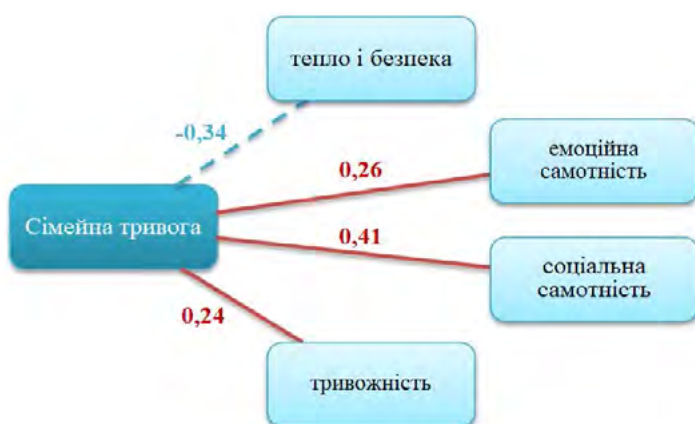 тепло і безпека
-0,34
емоційна
самотність
0,26
Сімейна тривога
0,41
соціальна
самотність
0,24
тривожність